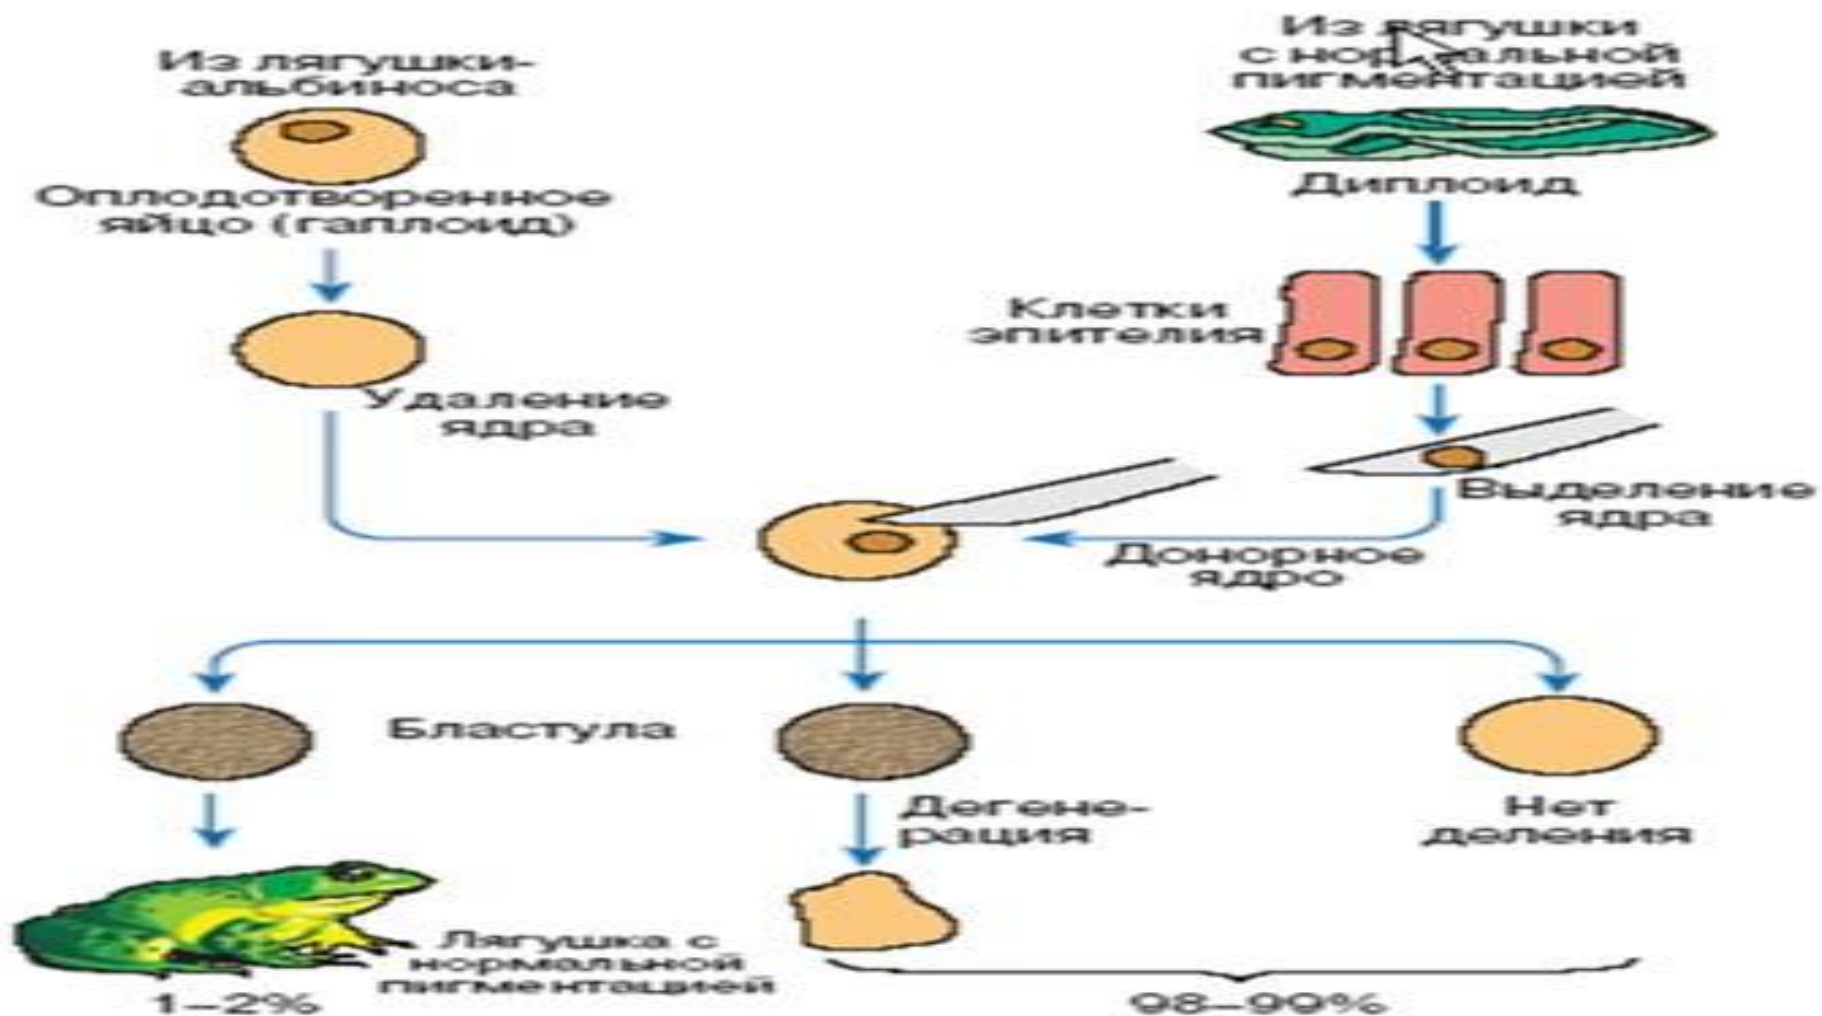 Из лягушки-
альбиноса
Оплодотворенное
яйцо (гаплоид)
Удаление
ядра
Из лягушки
с нормальной
пигментацией
Диплоид
Клетки
эпителия
Выделение
ядра
Донорное
ядро
Бластула
Дегене-
рация
Нет
деления
Лягушка с
нормальной
пигментацией
1–2%
98–99%